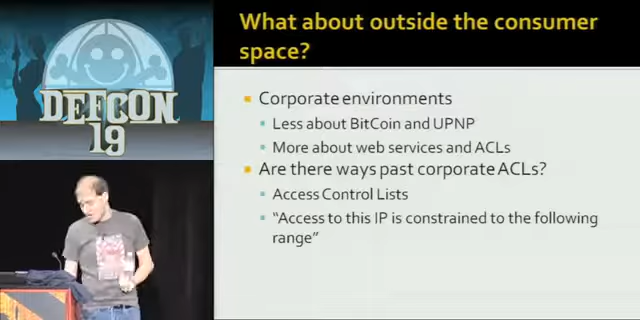 DEFCON
19
What about outside the consumer
space?
Corporate environments
Less about BitCoin and UPNP
More about web services and ACLs
Are there ways past corporate ACLs?
Access Control Lists
“Access to this IP is constrained to the following
range”